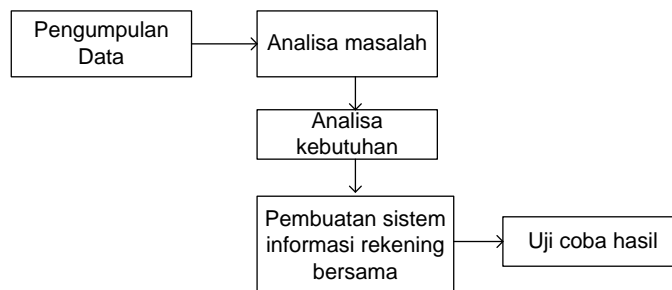 Pengumpulan
Data
Analisa masalah
Analisa
kebutuhan
Pembuatan sistem
informasi rekening
bersama
Uji coba hasil